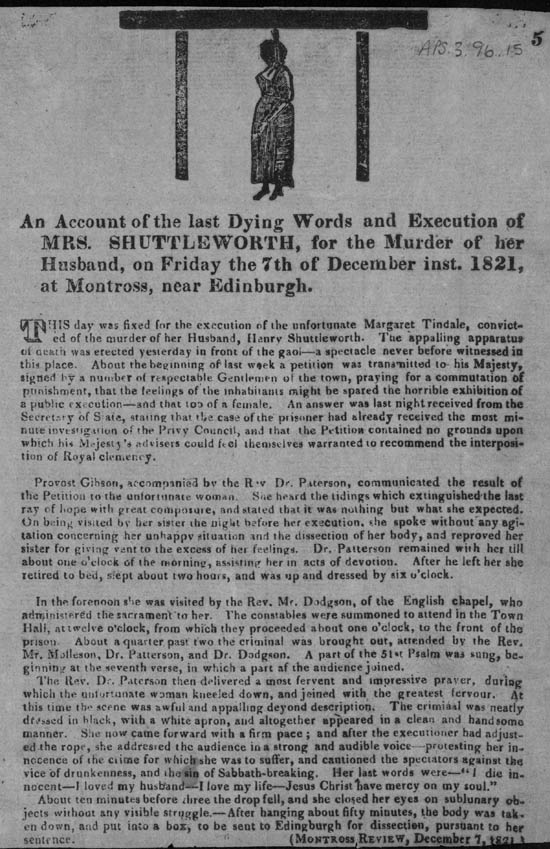 APS. 3. 96. 15
5
An Account of the last Dying Words and Execution of
MRS. SHUTTLEWORTH, for the Murder of her
Husband, on Friday the 7th of December inst. 1821,
at Montross, near Edinburgh.
THIS day was fixed for the execution of the unfortunate Margaret Tindale, convict-
ed of the murder of her Husband, Henry Shuttleworth. The appalling apparatus
of death was erected yesterday in front of the gaol—a spectacle never before witnessed in
this place. About the beginning of last week a petition was transmitted to his Majesty,
signed by a number of respectable Gentlemen of the town, praying for a commutation of
punishment, that the feelings of the inhabitants might be spared the horrible exhibition of
a public execution—and that too of a female. An answer was last night received from the
Secretary of State, stating that the case of the prisoner had already received the most mi-
nute investigation of the Privy Council, and that the Petition contained no grounds upon
which his Majesty's advisers could feel themselves warranted to recommend the interposi-
tion of Royal clemency.
Provost Gibson, accompanied by the Rev Dr. Paterson, communicated the result of
the Petition to the unfortunate woman. She heard the tidings which extinguished the last
ray of hope with great composure, and stated that it was nothing but what she expected.
On being visited by her sister the night before her execution, she spoke without any agi-
tation concerning her unhappy situation and the dissection of her body, and reproved her
sister for giving vent to the excess of her feelings. Dr. Patterson remained with her till
about one o'clock of the morning, assisting her in acts of devotion. After he left her she
retired to bed, slept about two hours, and was up and dressed by six o'clock.
In the forenoon she was visited by the Rev. Mr. Dodgson, of the English chapel, who
administered the sacrament to her. The constables were summoned to attend in the Town
Hall, at twelve o'clock, from which they proceeded about one o'clock, to the front of the
prison. About a quarter past two the criminal was brought out, attended by the Rev.
Mr. Molleson, Dr. Patterson, and Dr. Dodgson. A part of the 51st Psalm was sung, be-
ginning at the seventh verse, in which a part af the audience joined.
The Rev. Dr. Paterson then delivered a most fervent and impressive prayer, during
which the unfortunate woman kneeled down, and joined with the greatest fervour. At
this time the scene was awful and appalling deyond description. The criminal was neatly
dressed in black, with a white apron, and altogether appeared in a clean and handsome
manner. She now came forward with a firm pace; and after the executioner had adjust-
ed the rope, she addressed the audience in a strong and audible voice—protesting her in-
nocence of the crime for which she was to suffer, and cautioned the spectators against the
vice of drunkenness, and the sin of Sabbath-breaking. Her last words were—"I die in-
nocent—I loved my husband—I love my life—Jesus Christ have mercy on my soul."
About ten minutes before three the drop fell, and she closed her eyes on sublunary ob-
jects without any visible struggle.—After hanging about fifty minutes, the body was tak-
en down, and put into a box, to be sent to Edingburgh for dissection, pursuant to her
sentence. (MONTROSS REVIEW, December 7, 1821.)